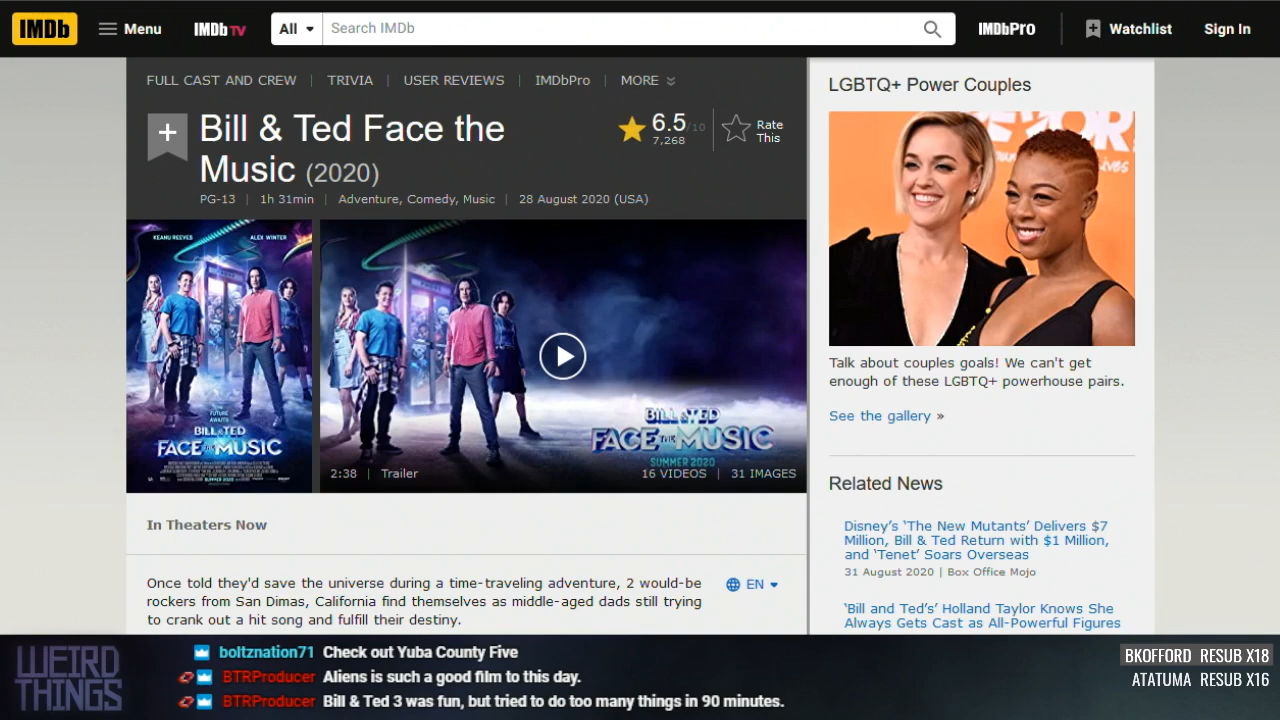 IMDb Menu IMDb TV All Search IMDb IMDbPro Watchlist Sign In
FULL CAST AND CREW | TRIVIA | USER REVIEWS | IMDbPro | MORE
+ Bill & Ted Face the
Music (2020)
6.5/10
7,268
Rate
This
PG-13 | 1h 31min | Adventure, Comedy, Music | 28 August 2020 (USA)
KEANU REEVES ALEX WINTER
THE
FUTURE
AWAITS
BILL & TED
FACE THE MUSIC
SUMMER 2020
BILL & TED
FACE THE MUSIC
SUMMER 2020
2:38 | Trailer
16 VIDEOS | 31 IMAGES
In Theaters Now
Once told they'd save the universe during a time-traveling adventure, 2 would-be
rockers from San Dimas, California find themselves as middle-aged dads still trying
to crank out a hit song and fulfill their destiny.
EN
LGBTQ+ Power Couples
Talk about couples goals! We can't get
enough of these LGBTQ+ powerhouse pairs.
See the gallery »
Related News
Disney's ‘The New Mutants’ Delivers $7
Million, Bill & Ted Return with $1 Million,
and ‘Tenet’ Soars Overseas
31 August 2020 | Box Office Mojo
‘Bill and Ted’s’ Holland Taylor Knows She
Always Gets Cast as All-Powerful Figures
WEIRD
THINGS
boltznation71 Check out Yuba County Five
BTRProducer Aliens is such a good film to this day.
BTRProducer Bill & Ted 3 was fun, but tried to do too many things in 90 minutes.
BKOFFORD RESUB X18
ATATUMA RESUB X16